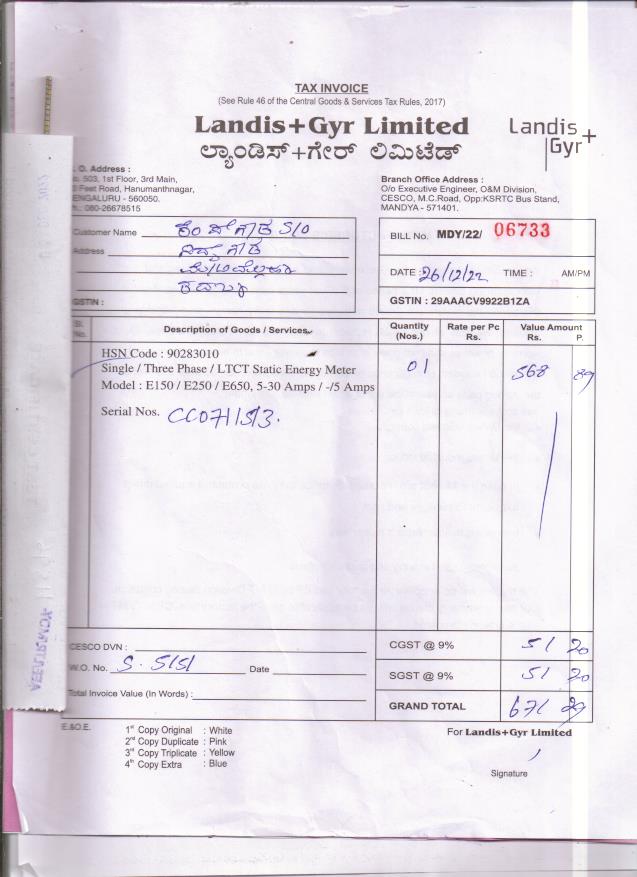 TAX INVOICE
(See Rule 46 of the Central Goods & Services Tax Rules, 2017)
Landis+Gyr Limited
ಲ್ಯಾಂಡಿಸ್+ಗೇರ್ ಲಿಮಿಟೆಡ್
Landis+
Gyr
. O. Address :
503, 1st Floor, 3rd Main,
Feet Road, Hanumanthnagar,
ENGALURU - 560050.
080-26678515
Branch Office Address :
O/o Executive Engineer, O&M Division,
CESCO, M.C.Road, Opp:KSRTC Bus Stand,
MANDYA - 571401.
Customer Name S/O
Address
GSTIN :
BILL No. MDY/22/ 06733
DATE : 26/12/22 TIME : AM/PM
GSTIN : 29AAACV9922B1ZA
Sl. No. Description of Goods / Services Quantity (Nos.) Rate per Pc Rs. Value Amount Rs. P.
HSN Code : 90283010
Single / Three Phase / LTCT Static Energy Meter 01 568 89
Model : E150 / E250 / E650, 5-30 Amps / -/5 Amps
Serial Nos. CC071153.
CESCO DVN :
W.O. No. Date
Total Invoice Value (In Words) :
CGST @ 9% 51 20
SGST @ 9% 51 20
GRAND TOTAL 671 29
E.&O.E.
1st Copy Original : White
2nd Copy Duplicate : Pink
3rd Copy Triplicate : Yellow
4th Copy Extra : Blue
For Landis+Gyr Limited
Signature